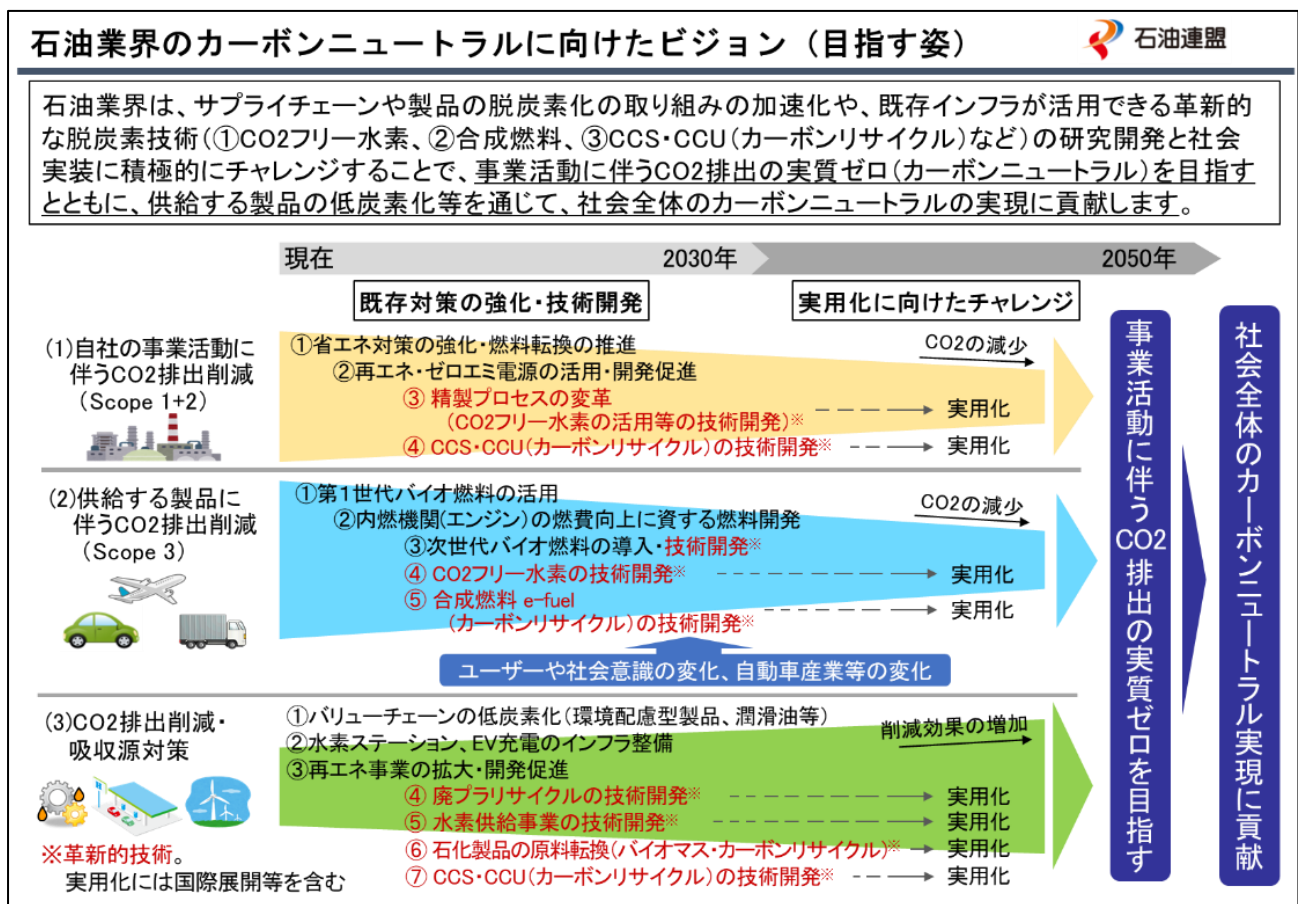 石油業界のカーボンニュートラルに向けたビジョン（目指す姿）
石油連盟
石油業界は、サプライチェーンや製品の脱炭素化の取り組みの加速化や、既存インフラが活用できる革新的
な脱炭素技術（①CO2フリー水素、②合成燃料、③CCS・CCU（カーボンリサイクル）など）の研究開発と社会
実装に積極的にチャレンジすることで、事業活動に伴うCO2排出の実質ゼロ（カーボンニュートラル）を目指す
とともに、供給する製品の低炭素化等を通じて、社会全体のカーボンニュートラルの実現に貢献します。
現在 2030年 2050年
既存対策の強化・技術開発
実用化に向けたチャレンジ
(1)自社の事業活動に
伴うCO2排出削減
(Scope 1+2)
①省エネ対策の強化・燃料転換の推進
②再エネ・ゼロエミ電源の活用・開発促進
③ 精製プロセスの変革
(CO2フリー水素の活用等の技術開発)※
実用化
④ CCS・CCU(カーボンリサイクル)の技術開発※
実用化
CO2の減少
(2)供給する製品に
伴うCO2排出削減
(Scope 3)
①第1世代バイオ燃料の活用
②内燃機関(エンジン)の燃費向上に資する燃料開発
③次世代バイオ燃料の導入・技術開発※
④ CO2フリー水素の技術開発※
実用化
⑤ 合成燃料 e-fuel
(カーボンリサイクル)の技術開発※
実用化
CO2の減少
ユーザーや社会意識の変化、自動車産業等の変化
(3)CO2排出削減・
吸収源対策
①バリューチェーンの低炭素化(環境配慮型製品、潤滑油等)
②水素ステーション、EV充電のインフラ整備
③再エネ事業の拡大・開発促進
④ 廃プラリサイクルの技術開発※
実用化
⑤ 水素供給事業の技術開発※
実用化
⑥ 石化製品の原料転換(バイオマス・カーボンリサイクル)※
実用化
⑦ CCS・CCU(カーボンリサイクル)の技術開発※
実用化
削減効果の増加
※革新的技術。
実用化には国際展開等を含む
事業活動に伴うCO2排出の実質ゼロを目指す
社会全体のカーボンニュートラル実現に貢献